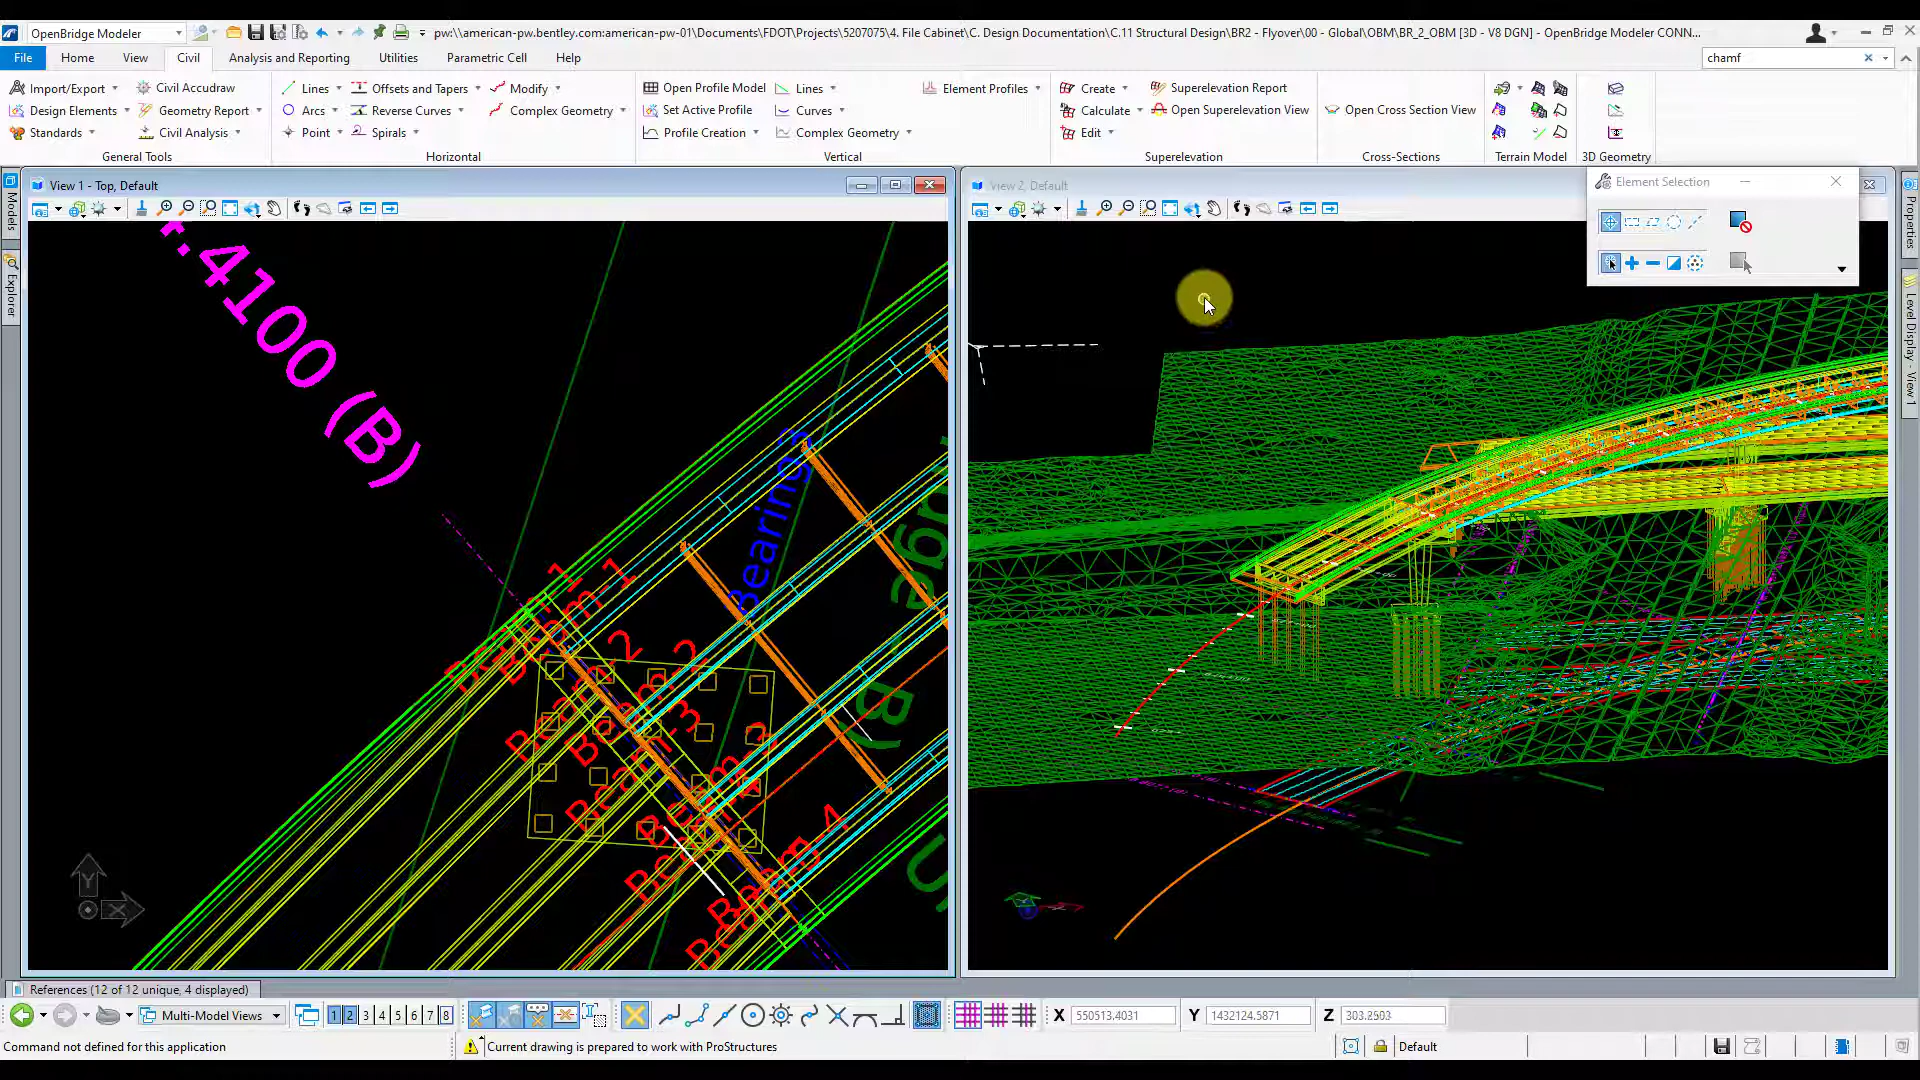 OpenBridge Modeler
pw:\\american-pw.bentley.com:american-pw-01\Documents\FDOT\Projects\5207075\4. File Cabinet\C. Design Documentation\C.11 Structural Design\BR2 - Flyover\00 - Global\OBM\BR_2_OBM [3D - V8 DGN] - OpenBridge Modeler CONN...
File Home View Civil Analysis and Reporting Utilities Parametric Cell Help
chamf
Import/Export Civil Accudraw
Design Elements Geometry Report
Standards Civil Analysis
General Tools
Lines Offsets and Tapers Modify
Arcs Reverse Curves Complex Geometry
Point Spirals
Horizontal
Open Profile Model Lines Element Profiles
Set Active Profile Curves
Profile Creation Complex Geometry
Vertical
Create Superelevation Report
Calculate Open Superelevation View
Edit
Superelevation
Open Cross Section View
Cross-Sections
Terrain Model
3D Geometry
View 1 - Top, Default
View 2, Default
Element Selection
Models
Explorer
Properties
Level Display - View 1
.4100 (B)
Bearings
B)
Y
X
References (12 of 12 unique, 4 displayed)
Multi-Model Views
1 2 3 4 5 6 7 8
X 550513.4031
Y 1432124.5871
Z 303.2503
Command not defined for this application
Current drawing is prepared to work with ProStructures
Default